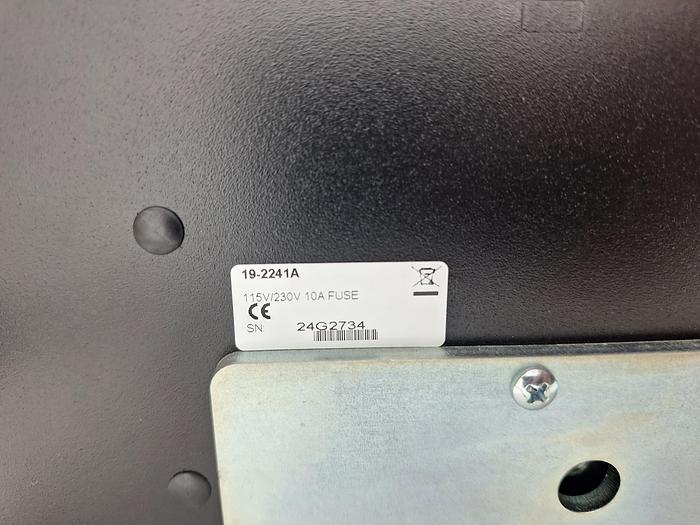 19-2241A
115V/230V 10A FUSE
CE
SN: 24G2734